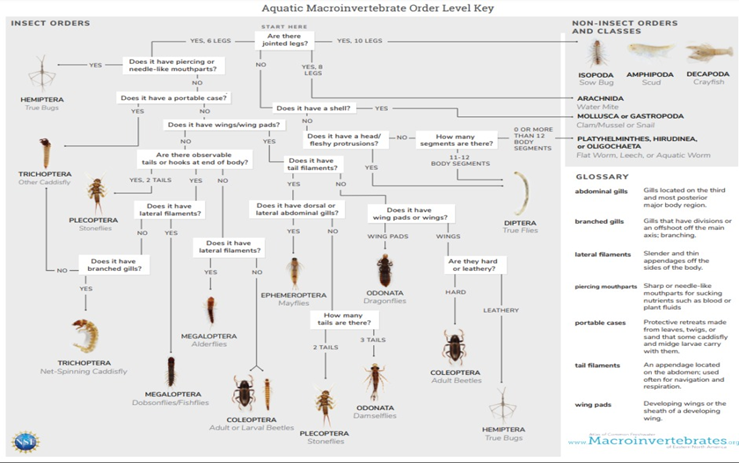 Aquatic Macroinvertebrate Order Level Key
INSECT ORDERS
START HERE
Are there
jointed legs?
YES, 6 LEGS
YES, 10 LEGS
NO
YES, 8
LEGS
Does it have piercing or
needle-like mouthparts?
YES
NO
HEMIPTERA
True Bugs
Does it have a portable case?
YES
NO
Does it have a shell?
YES
NO
Does it have wings/wing pads?
NO
YES
Does it have a head/
fleshy protrusions?
NO
YES
How many
segments are there?
0 OR MORE
THAN 12
BODY
SEGMENTS
11-12
BODY SEGMENTS
TRICHOPTERA
Other Caddisfly
Are there observable
tails or hooks at end of body?
YES, 2 TAILS
YES
NO
Does it have
tail filaments?
YES
NO
DIPTERA
True Flies
PLECOPTERA
Stoneflies
Does it have
lateral filaments?
NO
YES
Does it have dorsal or
lateral abdominal gills?
YES
NO
Does it have
wing pads or wings?
WING PADS
WINGS
Does it have
lateral filaments?
YES
NO
Does it have
branched gills?
NO
YES
EPHEMEROPTERA
Mayflies
ODONATA
Dragonflies
Are they hard
or leathery?
HARD
LEATHERY
How many
tails are there?
2 TAILS
3 TAILS
TRICHOPTERA
Net-Spinning Caddisfly
MEGALOPTERA
Alderflies
MEGALOPTERA
Dobsonflies/Fishflies
COLEOPTERA
Adult or Larval Beetles
PLECOPTERA
Stoneflies
ODONATA
Damselflies
COLEOPTERA
Adult Beetles
HEMIPTERA
True Bugs
NSF
NON-INSECT ORDERS
AND CLASSES
ISOPODA
Sow Bug
AMPHIPODA
Scud
DECAPODA
Crayfish
ARACHNIDA
Water Mite
MOLLUSCA or GASTROPODA
Clam/Mussel or Snail
PLATYHELMINTHES, HIRUDINEA,
or OLIGOCHAETA
Flat Worm, Leech, or Aquatic Worm
GLOSSARY
abdominal gills Gills located on the third
and most posterior
major body region.
branched gills Gills that have divisions or
an offshoot off the main
axis; branching.
lateral filaments Slender and thin
appendages off the
sides of the body.
piercing mouthparts Sharp or needle-like
mouthparts for sucking
nutrients such as blood or
plant fluids
portable cases Protective retreats made
from leaves, twigs, or
sand that some caddisfly
and midge larvae carry
with them.
tail filaments An appendage located
on the abdomen; used
often for navigation and
respiration.
wing pads Developing wings or the
sheath of a developing
wing.
Atlas of Common Freshwater
www.Macroinvertebrates.org
of Eastern North America